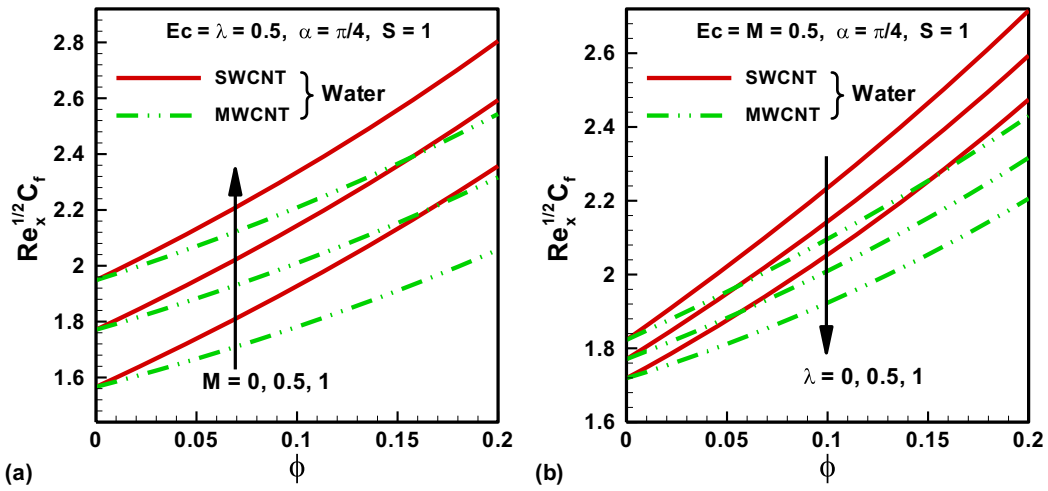 Ec = λ = 0.5, α = π/4, S = 1
SWCNT
MWCNT
Water
M = 0, 0.5, 1
Re_x^{1/2}C_f
2.8
2.6
2.4
2.2
2
1.8
1.6
0 0.05 0.1 0.15 0.2
ϕ
(a)
Ec = M = 0.5, α = π/4, S = 1
SWCNT
MWCNT
Water
λ = 0, 0.5, 1
Re_x^{1/2}C_f
2.6
2.4
2.2
2
1.8
1.6
0 0.05 0.1 0.15 0.2
ϕ
(b)